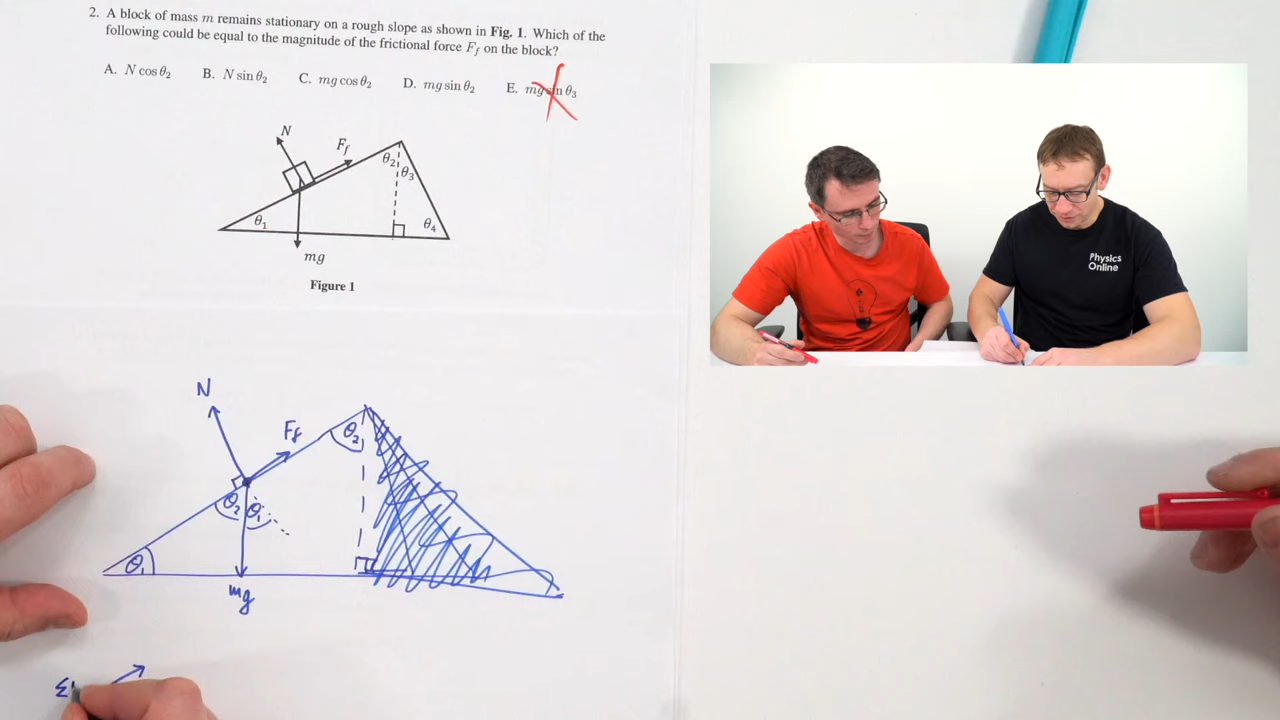 2. A block of mass m remains stationary on a rough slope as shown in Fig. 1. Which of the
following could be equal to the magnitude of the frictional force F_f on the block?
A. N cos θ₂ B. N sin θ₂ C. mg cos θ₂ D. mg sin θ₂ E. mg sin θ₃
N
F_f
θ₂
θ₃
θ₁
θ₄
mg
Figure 1
Physics
Online
N
F_f
θ₂
θ₂
θ₁
θ₁
mg